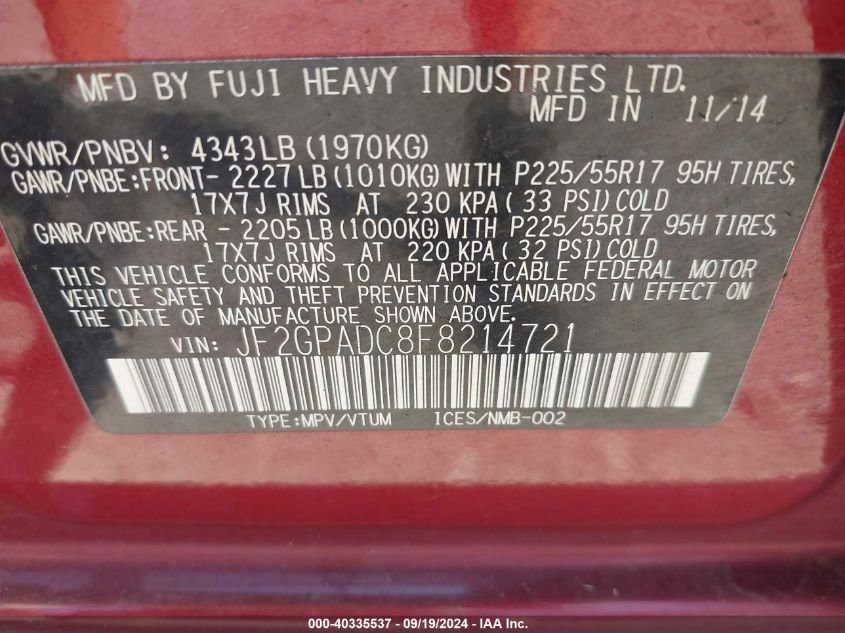 MFD BY FUJI HEAVY INDUSTRIES LTD.
MFD IN 11/14
GVWR/PNBV: 4343LB (1970KG)
GAWR/PNBE:FRONT- 2227LB (1010KG) WITH P225/55R17 95H TIRES,
17X7J RIMS AT 230 KPA ( 33 PSI) COLD
GAWR/PNBE:REAR - 2205LB (1000KG) WITH P225/55R17 95H TIRES,
17X7J RIMS AT 220 KPA ( 32 PSI) COLD
THIS VEHICLE CONFORMS TO ALL APPLICABLE FEDERAL MOTOR
VEHICLE SAFETY AND THEFT PREVENTION STANDARDS IN EFFECT ON
THE DATE OF MANUFACTURE SHOWN ABOVE.
VIN: JF2GPADC8F8214721
TYPE:MPV/VTUM ICES/NMB-002
000-40335537 - 09/19/2024 - IAA Inc.